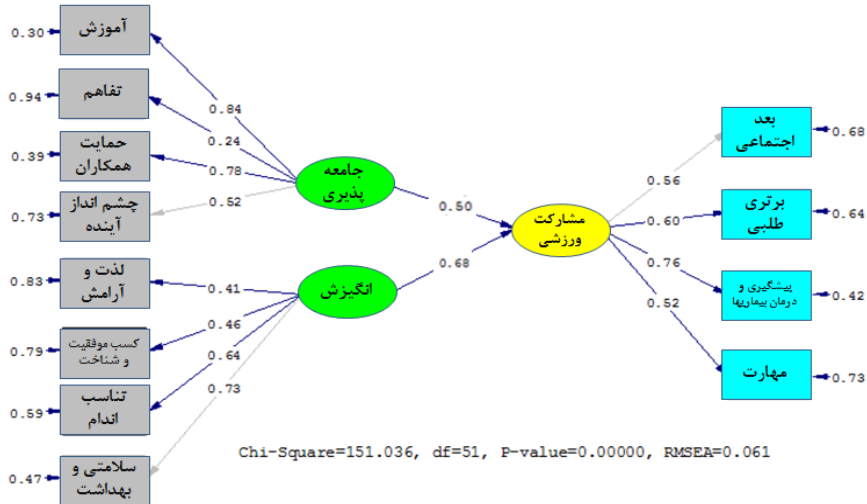 0.30
آموزش
0.94
تفاهم
0.39
حمایت
همکاران
0.73
چشم انداز
آینده
0.83
لذت و
آرامش
0.79
کسب موفقیت
و شناخت
0.59
تناسب
اندام
0.47
سلامتی و
بهداشت
0.84
0.24
0.78
0.52
0.41
0.46
0.64
0.73
جامعه
پذیری
انگیزش
0.50
0.68
مشارکت
ورزشی
0.56
0.60
0.76
0.52
بعد
اجتماعی
0.68
برتری
طلبی
0.64
پیشگیری و
درمان بیماریها
0.42
مهارت
0.73
Chi-Square=151.036, df=51, P-value=0.00000, RMSEA=0.061